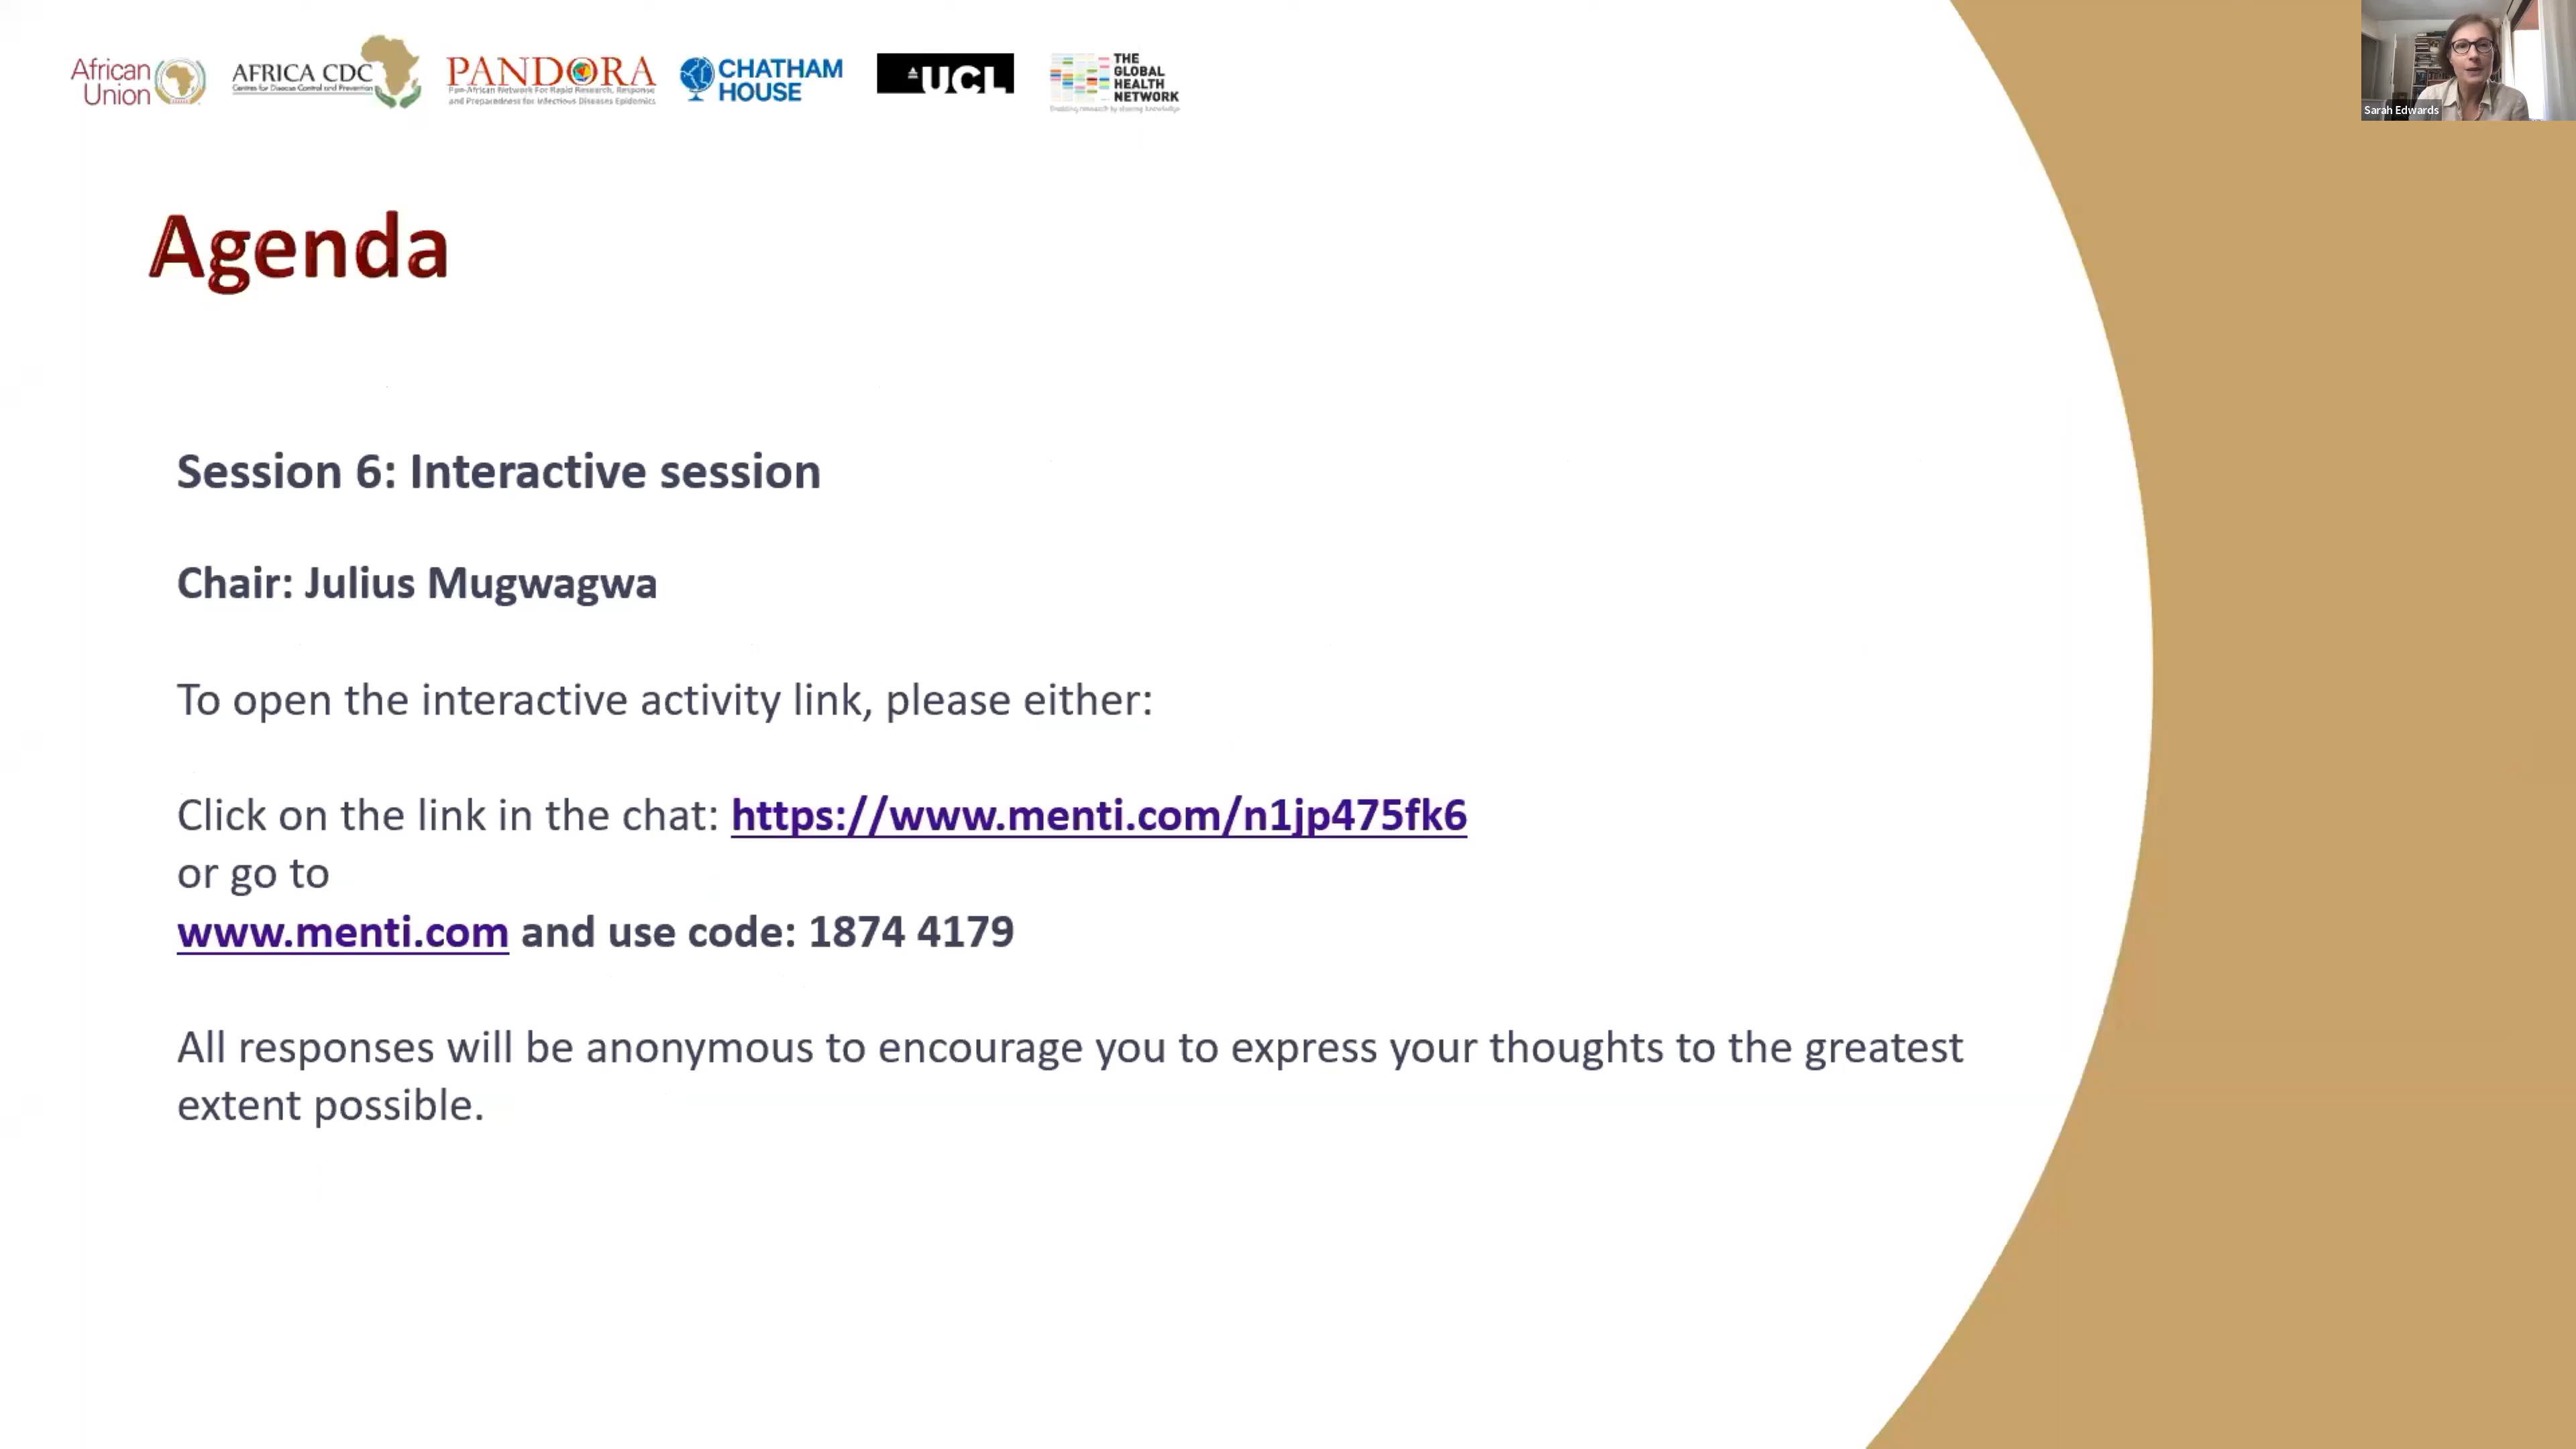 African
Union
AFRICA CDC
Centres for Disease Control and Prevention
PANDORA
Pan-African Network For Rapid Research, Response
and Preparedness for Infectious Diseases Epidemics
CHATHAM
HOUSE
UCL
THE
GLOBAL
HEALTH
NETWORK
Enabling research by sharing knowledge
Sarah Edwards
Agenda
Session 6: Interactive session
Chair: Julius Mugwagwa
To open the interactive activity link, please either:
Click on the link in the chat: https://www.menti.com/n1jp475fk6
or go to
www.menti.com and use code: 1874 4179
All responses will be anonymous to encourage you to express your thoughts to the greatest
extent possible.